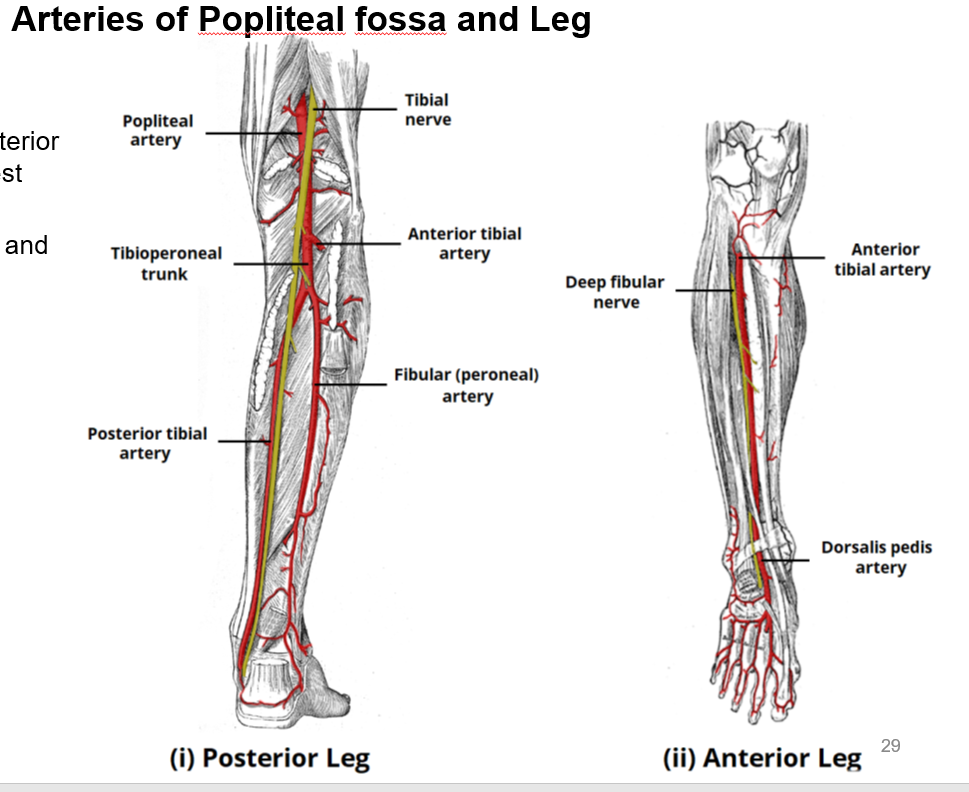 Arteries of Popliteal fossa and Leg
terior
st
and
Popliteal
artery
Tibial
nerve
Tibioperoneal
trunk
Anterior tibial
artery
Fibular (peroneal)
artery
Posterior tibial
artery
(i) Posterior Leg
Deep fibular
nerve
Anterior
tibial artery
Dorsalis pedis
artery
(ii) Anterior Leg
29